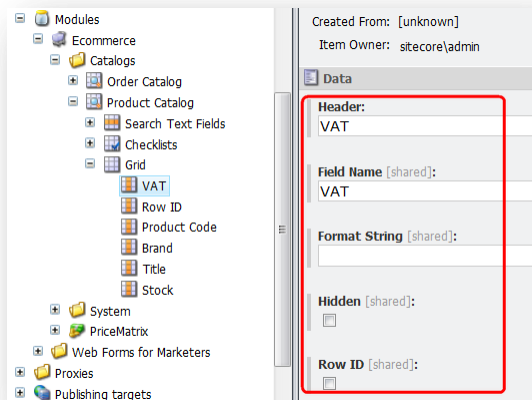 Modules
Ecommerce
Catalogs
Order Catalog
Product Catalog
Search Text Fields
Checklists
Grid
VAT
Row ID
Product Code
Brand
Title
Stock
System
PriceMatrix
Web Forms for Marketers
Proxies
Publishing targets
Created From: [unknown]
Item Owner: sitecore\admin
Data
Header:
VAT
Field Name [shared]:
VAT
Format String [shared]:
Hidden [shared]:
Row ID [shared]: